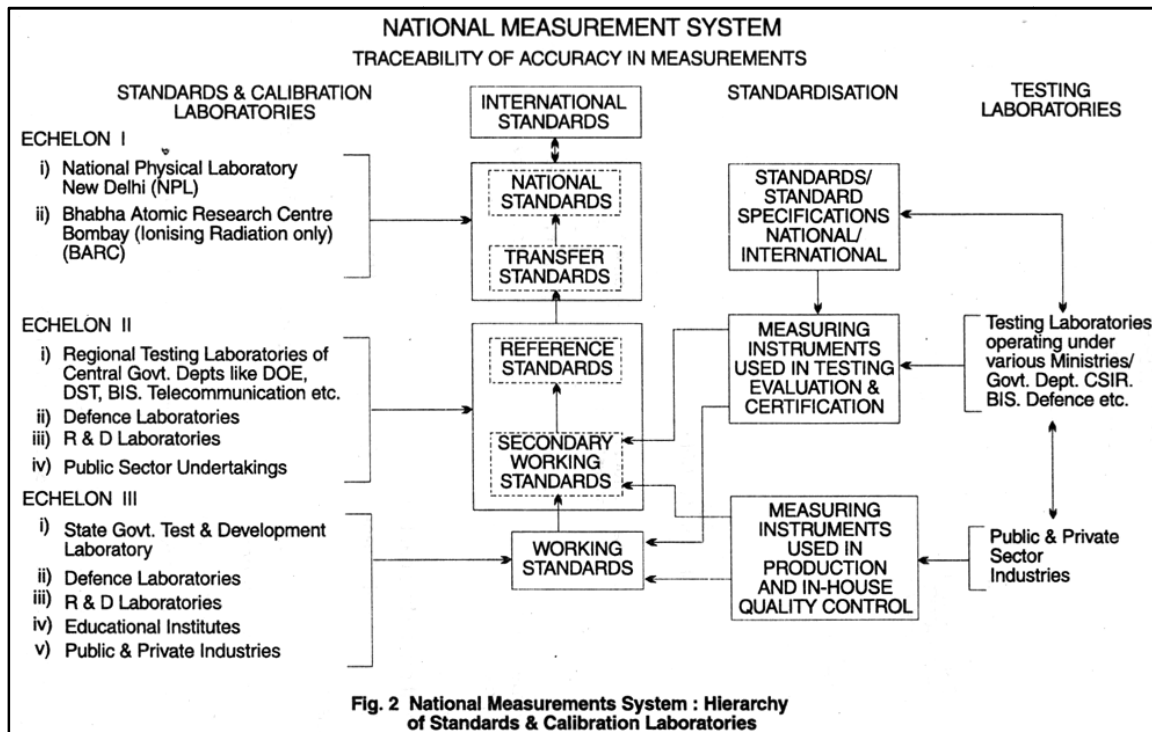 NATIONAL MEASUREMENT SYSTEM
TRACEABILITY OF ACCURACY IN MEASUREMENTS
STANDARDS & CALIBRATION
LABORATORIES
INTERNATIONAL
STANDARDS
STANDARDISATION
TESTING
LABORATORIES
ECHELON I
i) National Physical Laboratory
New Delhi (NPL)
ii) Bhabha Atomic Research Centre
Bombay (Ionising Radiation only)
(BARC)
NATIONAL
STANDARDS
TRANSFER
STANDARDS
STANDARDS/
STANDARD
SPECIFICATIONS
NATIONAL/
INTERNATIONAL
ECHELON II
i) Regional Testing Laboratories of
Central Govt. Depts like DOE,
DST, BIS. Telecommunication etc.
ii) Defence Laboratories
iii) R & D Laboratories
iv) Public Sector Undertakings
REFERENCE
STANDARDS
SECONDARY
WORKING
STANDARDS
MEASURING
INSTRUMENTS
USED IN TESTING
EVALUATION &
CERTIFICATION
Testing Laboratories
operating under
various Ministries/
Govt. Dept. CSIR.
BIS. Defence etc.
ECHELON III
i) State Govt. Test & Development
Laboratory
ii) Defence Laboratories
iii) R & D Laboratories
iv) Educational Institutes
v) Public & Private Industries
WORKING
STANDARDS
MEASURING
INSTRUMENTS
USED IN
PRODUCTION
AND IN-HOUSE
QUALITY CONTROL
Public & Private
Sector
Industries
Fig. 2 National Measurements System : Hierarchy
of Standards & Calibration Laboratories